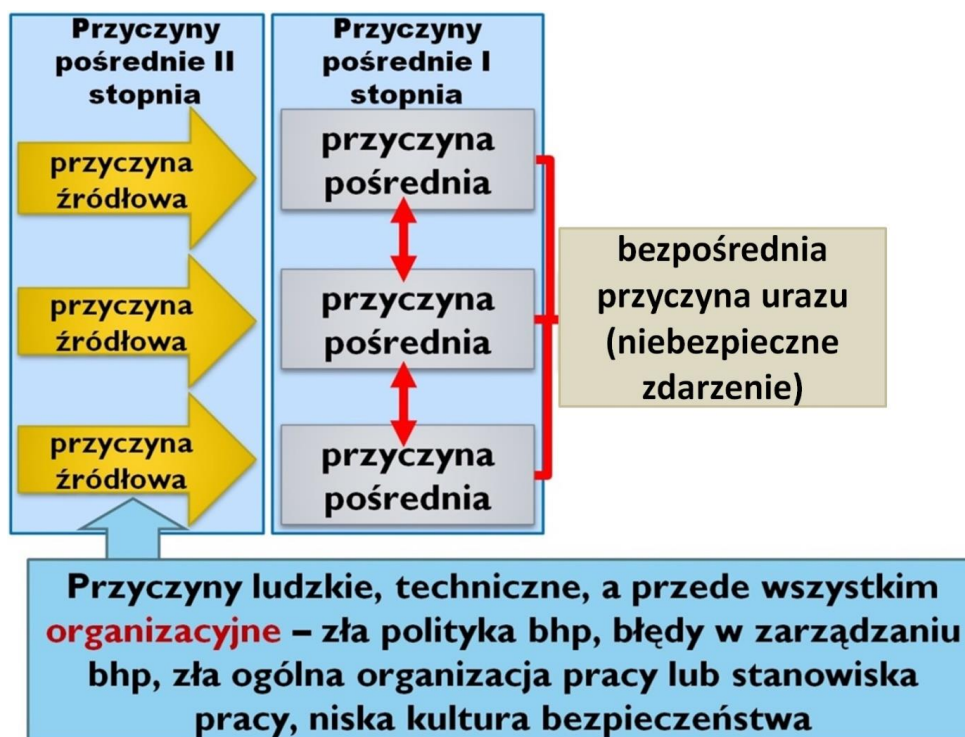 Przyczyny
pośrednie II
stopnia
Przyczyny
pośrednie I
stopnia
przyczyna
źródłowa
przyczyna
pośrednia
przyczyna
źródłowa
przyczyna
pośrednia
przyczyna
źródłowa
przyczyna
pośrednia
bezpośrednia
przyczyna urazu
(niebezpieczne
zdarzenie)
Przyczyny ludzkie, techniczne, a przede wszystkim
organizacyjne – zła polityka bhp, błędy w zarządzaniu
bhp, zła ogólna organizacja pracy lub stanowiska
pracy, niska kultura bezpieczeństwa